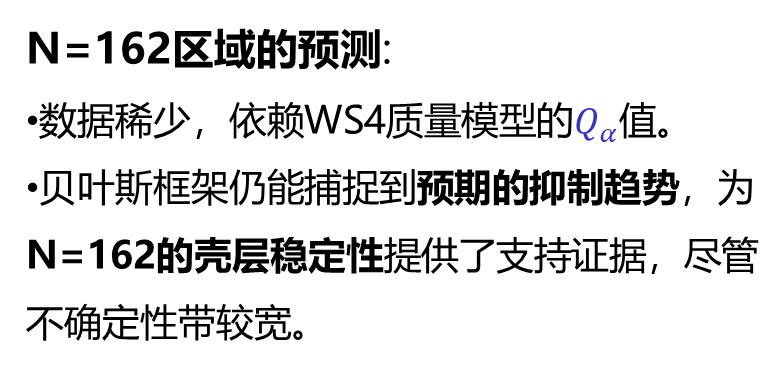 N=162区域的预测:
•数据稀少，依赖WS4质量模型的Qα值。
•贝叶斯框架仍能捕捉到预期的抑制趋势，为
N=162的壳层稳定性提供了支持证据，尽管
不确定性带较宽。